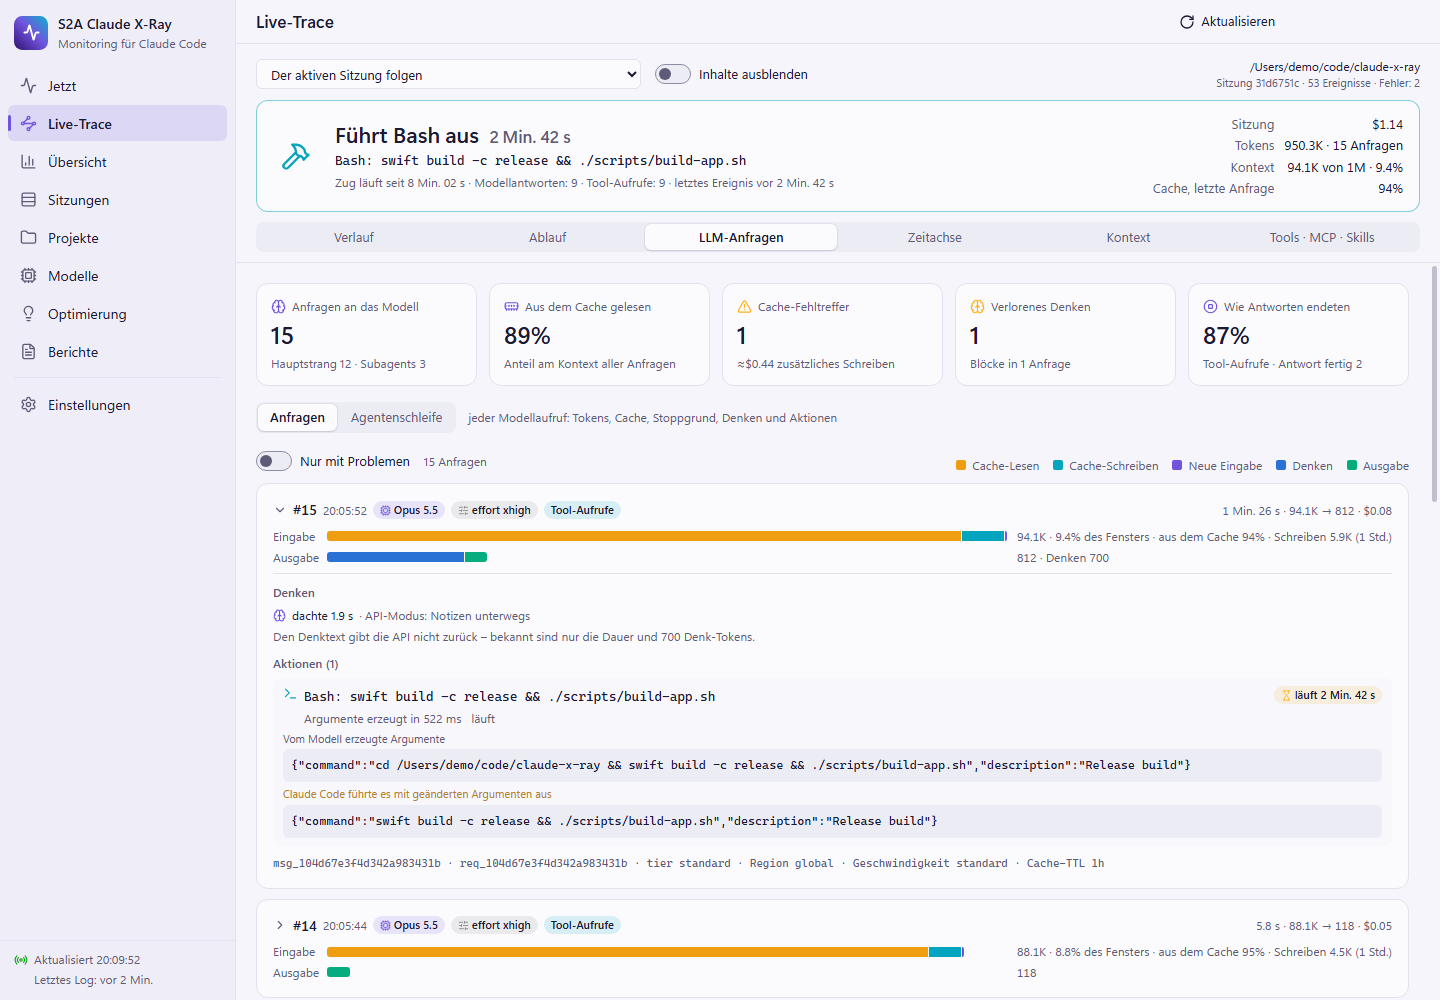 S2A Claude X-Ray
Monitoring für Claude Code
Jetzt
Live-Trace
Übersicht
Sitzungen
Projekte
Modelle
Optimierung
Berichte
Einstellungen
Aktualisiert 20:09:52
Letztes Log: vor 2 Min.
Live-Trace
Aktualisieren
Der aktiven Sitzung folgen
Inhalte ausblenden
/Users/demo/code/claude-x-ray
Sitzung 31d6751c · 53 Ereignisse · Fehler: 2
Führt Bash aus 2 Min. 42 s
Bash: swift build -c release && ./scripts/build-app.sh
Zug läuft seit 8 Min. 02 s · Modellantworten: 9 · Tool-Aufrufe: 9 · letztes Ereignis vor 2 Min. 42 s
Sitzung $1.14
Tokens 950.3K · 15 Anfragen
Kontext 94.1K von 1M · 9.4%
Cache, letzte Anfrage 94%
Verlauf
Ablauf
LLM-Anfragen
Zeitachse
Kontext
Tools · MCP · Skills
Anfragen an das Modell
15
Hauptstrang 12 · Subagents 3
Aus dem Cache gelesen
89%
Anteil am Kontext aller Anfragen
Cache-Fehltreffer
1
≈$0.44 zusätzliches Schreiben
Verlorenes Denken
1
Blöcke in 1 Anfrage
Wie Antworten endeten
87%
Tool-Aufrufe · Antwort fertig 2
Anfragen
Agentenschleife
jeder Modellaufruf: Tokens, Cache, Stoppgrund, Denken und Aktionen
Nur mit Problemen
15 Anfragen
Cache-Lesen
Cache-Schreiben
Neue Eingabe
Denken
Ausgabe
#15 20:05:52 Opus 5.5 effort xhigh Tool-Aufrufe
1 Min. 26 s · 94.1K → 812 · $0.08
Eingabe
94.1K · 9.4% des Fensters · aus dem Cache 94% · Schreiben 5.9K (1 Std.)
Ausgabe
812 · Denken 700
Denken
dachte 1.9 s · API-Modus: Notizen unterwegs
Den Denktext gibt die API nicht zurück – bekannt sind nur die Dauer und 700 Denk-Tokens.
Aktionen (1)
Bash: swift build -c release && ./scripts/build-app.sh
läuft 2 Min. 42 s
Argumente erzeugt in 522 ms läuft
Vom Modell erzeugte Argumente
{"command":"cd /Users/demo/code/claude-x-ray && swift build -c release && ./scripts/build-app.sh","description":"Release build"}
Claude Code führte es mit geänderten Argumenten aus
{"command":"swift build -c release && ./scripts/build-app.sh","description":"Release build"}
msg_104d67e3f4d342a983431b · req_104d67e3f4d342a983431b · tier standard · Region global · Geschwindigkeit standard · Cache-TTL 1h
#14 20:05:44 Opus 5.5 effort xhigh Tool-Aufrufe
5.8 s · 88.1K → 118 · $0.05
Eingabe
88.1K · 8.8% des Fensters · aus dem Cache 95% · Schreiben 4.5K (1 Std.)
Ausgabe
118